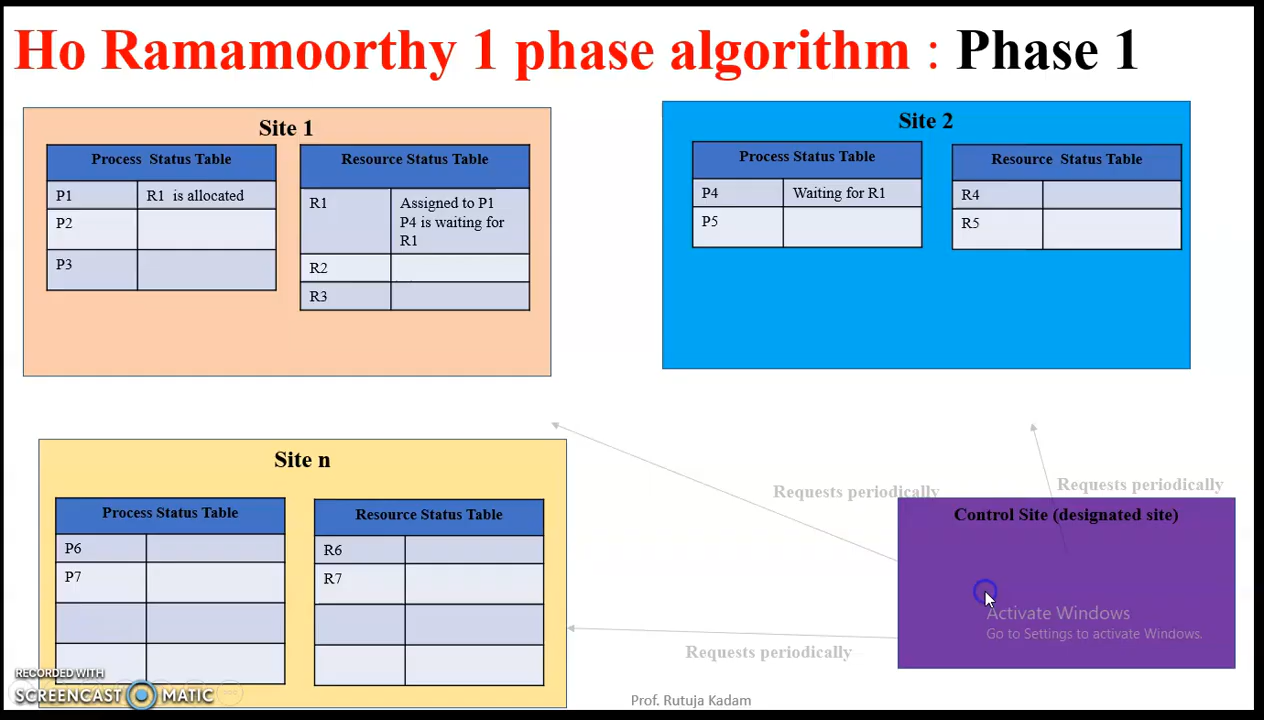 Ho Ramamoorthy 1 phase algorithm : Phase 1
Site 1
Process Status Table
P1 R1 is allocated
P2
P3
Resource Status Table
R1 Assigned to P1
P4 is waiting for
R1
R2
R3
Site 2
Process Status Table
P4 Waiting for R1
P5
Resource Status Table
R4
R5
Site n
Process Status Table
P6
P7
Resource Status Table
R6
R7
Requests periodically
Requests periodically
Requests periodically
Control Site (designated site)
Activate Windows
Go to Settings to activate Windows.
RECORDED WITH
SCREENCAST MATIC
Prof. Rutuja Kadam